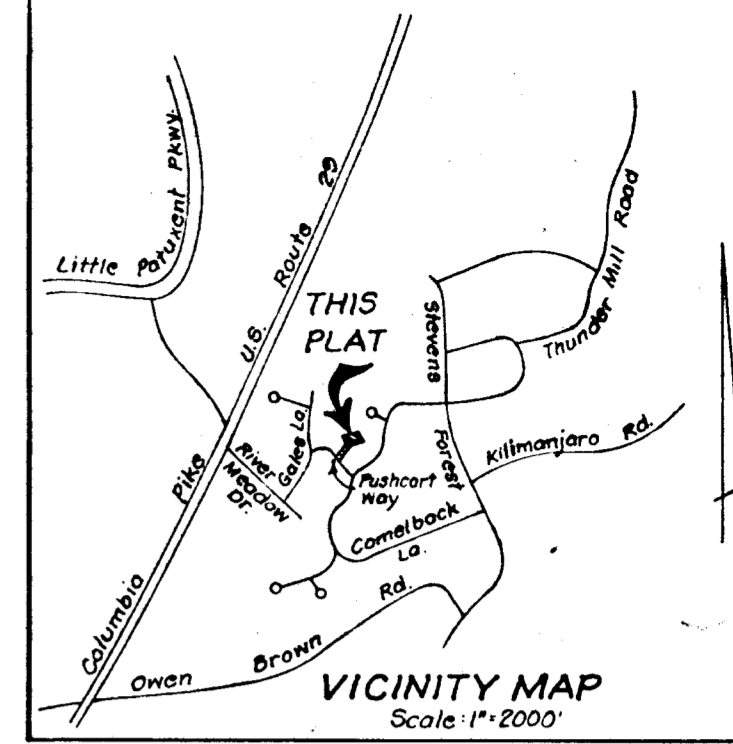 Little Patuxent Pkwy.
Columbia Pike U.S. Route 29
THIS
PLAT
Stevens Forest
Thunder Mill Road
Gales La.
River
Meadow
Dr.
Pushcart
Way
Kilimanjaro Rd.
Camelback
La.
Owen Brown Rd.
VICINITY MAP
Scale: 1"=2000'